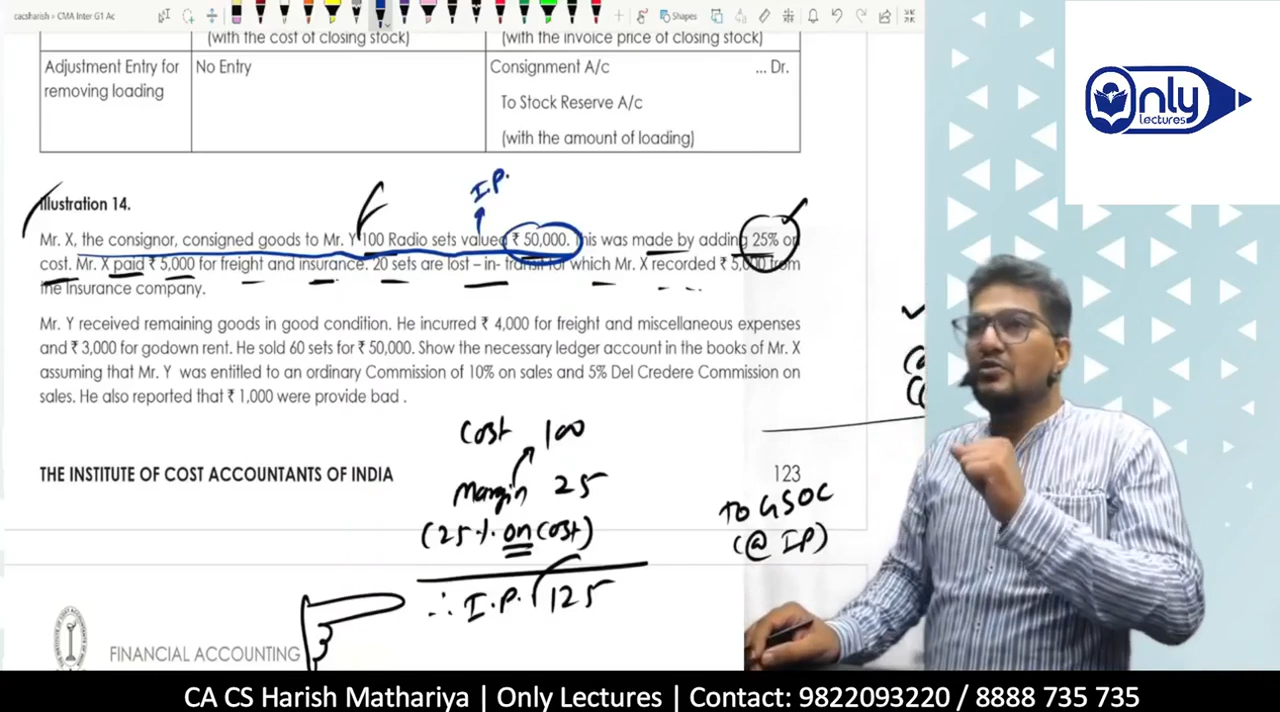 cacsharish > CMA Inter G1 Ac
Shapes
(with the cost of closing stock)
(with the invoice price of closing stock)
Adjustment Entry for
removing loading
No Entry
Consignment A/c ... Dr.
To Stock Reserve A/c
(with the amount of loading)
nly
lectures
I.P.
Illustration 14.
Mr. X, the consignor, consigned goods to Mr. Y 100 Radio sets valued ₹ 50,000. This was made by adding 25% on
cost. Mr. X paid ₹ 5,000 for freight and insurance. 20 sets are lost – in- transit for which Mr. X recorded ₹ 5,000 from
the Insurance company.
Mr. Y received remaining goods in good condition. He incurred ₹ 4,000 for freight and miscellaneous expenses
and ₹ 3,000 for godown rent. He sold 60 sets for ₹ 50,000. Show the necessary ledger account in the books of Mr. X
assuming that Mr. Y was entitled to an ordinary Commission of 10% on sales and 5% Del Credere Commission on
sales. He also reported that ₹ 1,000 were provide bad .
Cost 100
THE INSTITUTE OF COST ACCOUNTANTS OF INDIA
123
Margin 25
(25% on cost)
To GSOC
(@ IP)
∴ I.P. 125
FINANCIAL ACCOUNTING
CA CS Harish Mathariya | Only Lectures | Contact: 9822093220 / 8888 735 735